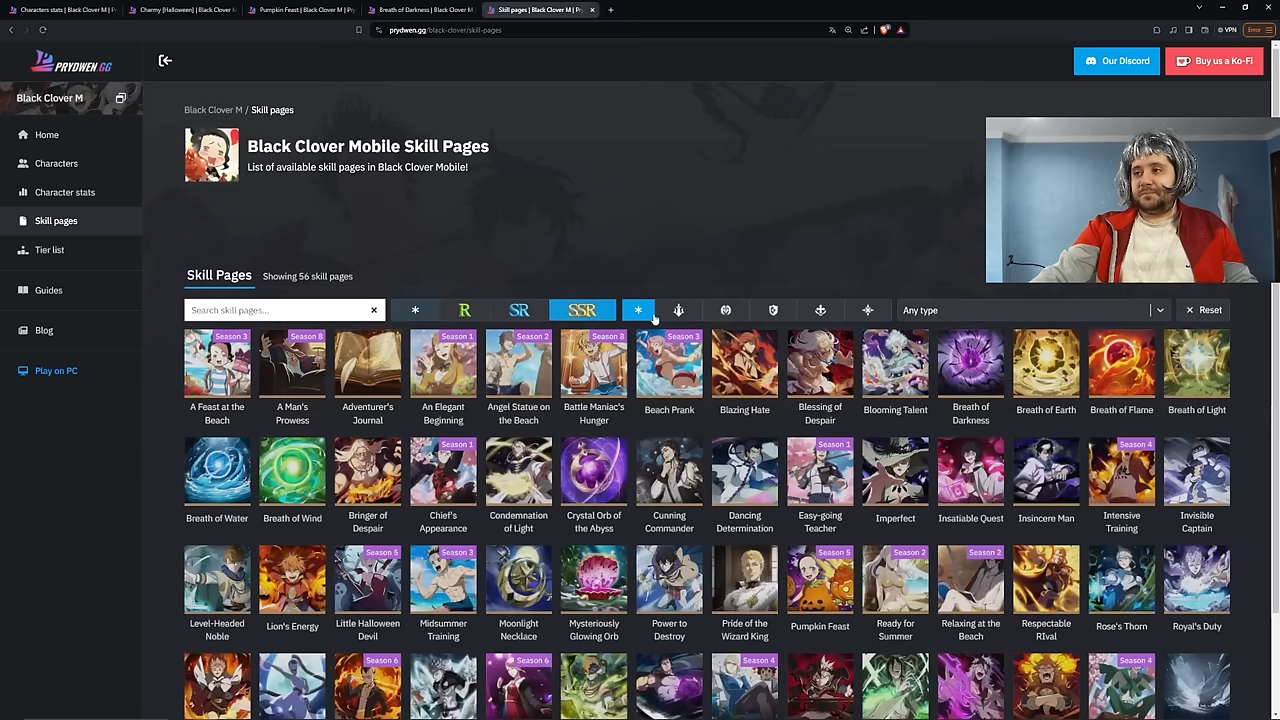 Characters stats | Black Clover M | P
Charmy [Halloween] | Black Clover M
Pumpkin Feast | Black Clover M | Pry
Breath of Darkness | Black Clover M
Skill pages | Black Clover M | Pry
prydwen.gg/black-clover/skill-pages
VPN
Error
PRYDWEN.GG
Our Discord
Buy us a Ko-Fi
Black Clover M
Home
Characters
Character stats
Skill pages
Tier list
Guides
Blog
Play on PC
Black Clover M / Skill pages
Black Clover Mobile Skill Pages
List of available skill pages in Black Clover Mobile!
Skill Pages
Showing 56 skill pages
Search skill pages...
R
SR
SSR
Any type
Reset
Season 3
Season 8
Season 1
Season 2
Season 8
Season 3
A Feast at the Beach
A Man's Prowess
Adventurer's Journal
An Elegant Beginning
Angel Statue on the Beach
Battle Maniac's Hunger
Beach Prank
Blazing Hate
Blessing of Despair
Blooming Talent
Breath of Darkness
Breath of Earth
Breath of Flame
Breath of Light
Season 1
Season 1
Season 4
Breath of Water
Breath of Wind
Bringer of Despair
Chief's Appearance
Condemnation of Light
Crystal Orb of the Abyss
Cunning Commander
Dancing Determination
Easy-going Teacher
Imperfect
Insatiable Quest
Insincere Man
Intensive Training
Invisible Captain
Season 5
Season 3
Season 5
Season 2
Season 2
Level-Headed Noble
Lion's Energy
Little Halloween Devil
Midsummer Training
Moonlight Necklace
Mysteriously Glowing Orb
Power to Destroy
Pride of the Wizard King
Pumpkin Feast
Ready for Summer
Relaxing at the Beach
Respectable RIval
Rose's Thorn
Royal's Duty
Season 6
Season 6
Season 4
Season 4